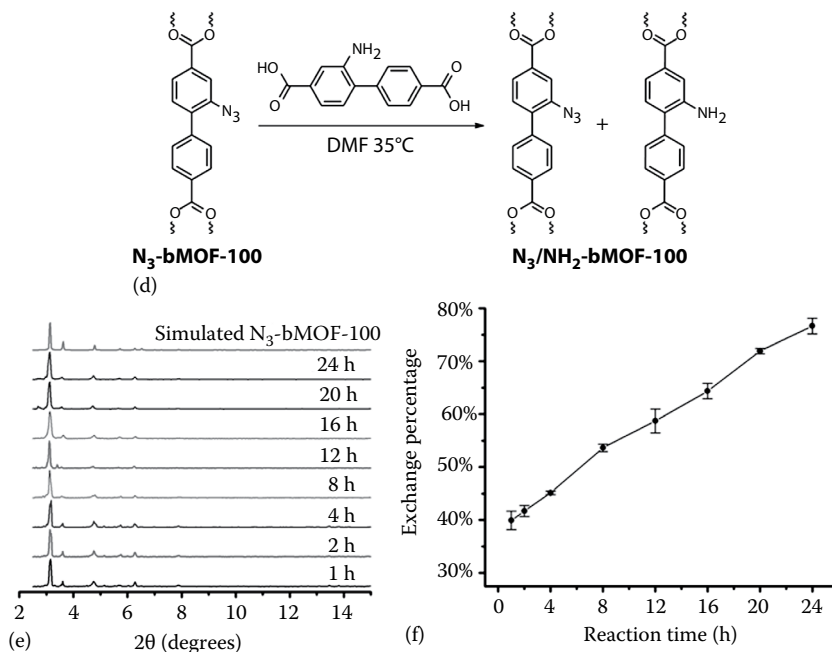 O
O
O
O
NH₂
O
O
HO
O
OH
N₃
DMF 35°C
N₃
+
NH₂
O
O
O
O
O
O
N₃-bMOF-100
N₃/NH₂-bMOF-100
(d)
Simulated N₃-bMOF-100
24 h
20 h
16 h
12 h
8 h
4 h
2 h
1 h
2 4 6 8 10 12 14
2θ (degrees)
(e)
80%
70%
60%
50%
40%
30%
Exchange percentage
0 4 8 12 16 20 24
Reaction time (h)
(f)